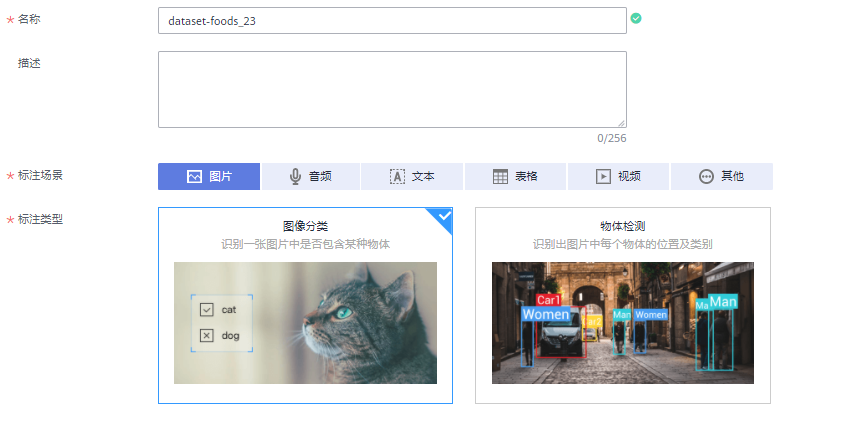 * 名称
dataset-foods_23
描述
0/256
* 标注场景
图片
音频
文本
表格
视频
其他
* 标注类型
图像分类
识别一张图片中是否包含某种物体
cat
dog
物体检测
识别出图片中每个物体的位置及类别
Car1
Women
Man
Women
Ma
Man